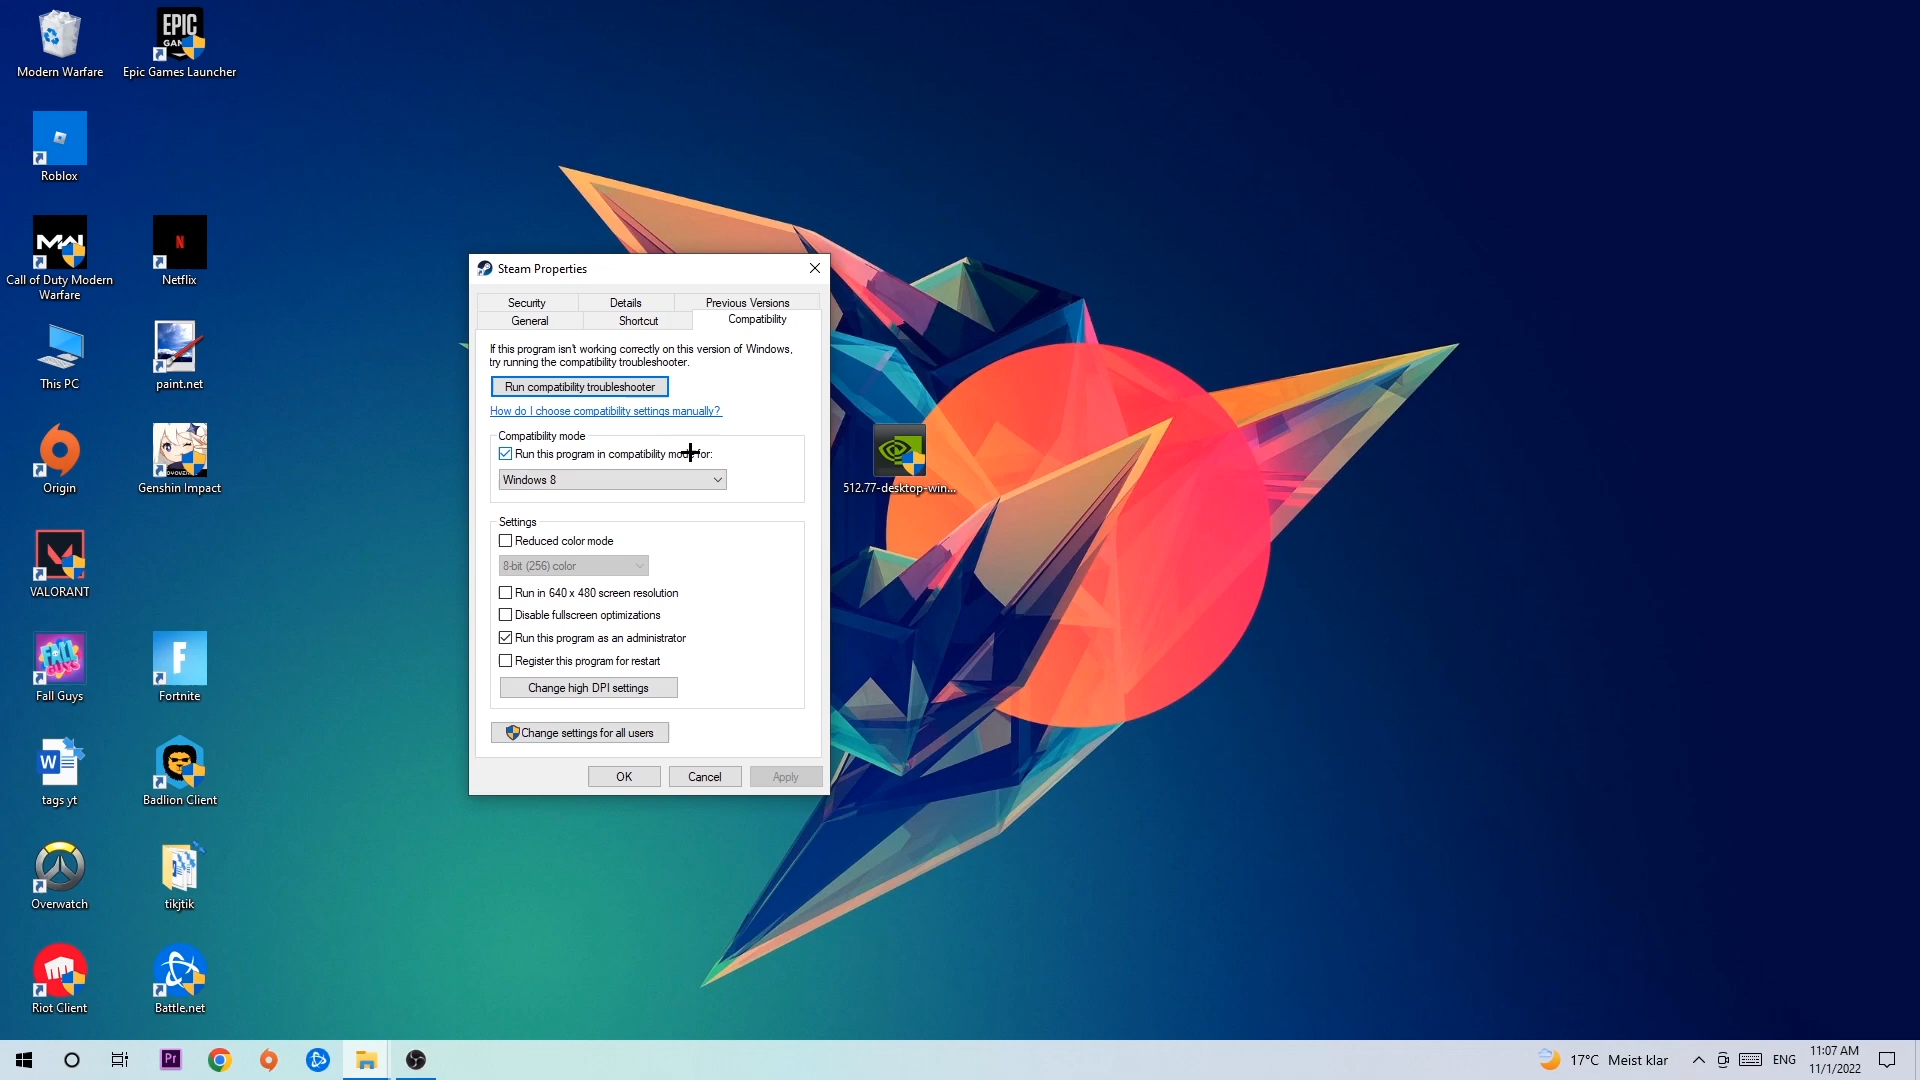 Modern Warfare
EPIC
GAMES
Epic Games Launcher
Roblox
MW
Call of Duty Modern
Warfare
N
Netflix
This PC
paint.net
Origin
Genshin Impact
VALORANT
FALL
GUYS
Fall Guys
F
Fortnite
W
tags yt
Badlion Client
Overwatch
tikjtik
Riot Client
Battle.net
512.77-desktop-win...
Steam Properties
Security
Details
Previous Versions
General
Shortcut
Compatibility
If this program isn't working correctly on this version of Windows,
try running the compatibility troubleshooter.
Run compatibility troubleshooter
How do I choose compatibility settings manually?
Compatibility mode
Run this program in compatibility mode for:
Windows 8
Settings
Reduced color mode
8-bit (256) color
Run in 640 x 480 screen resolution
Disable fullscreen optimizations
Run this program as an administrator
Register this program for restart
Change high DPI settings
Change settings for all users
OK
Cancel
Apply
Pr
17°C Meist klar
ENG
11:07 AM
11/1/2022